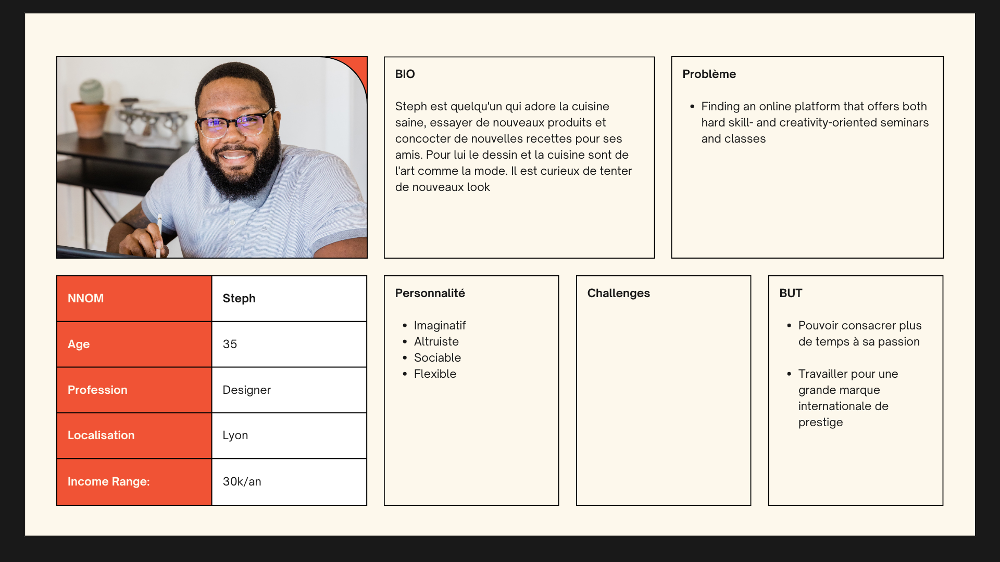 BIO
Steph est quelqu'un qui adore la cuisine
saine, essayer de nouveaux produits et
concocter de nouvelles recettes pour ses
amis. Pour lui le dessin et la cuisine sont de
l'art comme la mode. Il est curieux de tenter
de nouveaux look
Problème
• Finding an online platform that offers both
hard skill- and creativity-oriented seminars
and classes
NNOM Steph
Age 35
Profession Designer
Localisation Lyon
Income Range: 30k/an
Personnalité
• Imaginatif
• Altruiste
• Sociable
• Flexible
Challenges
BUT
• Pouvoir consacrer plus
de temps à sa passion
• Travailler pour une
grande marque
internationale de
prestige